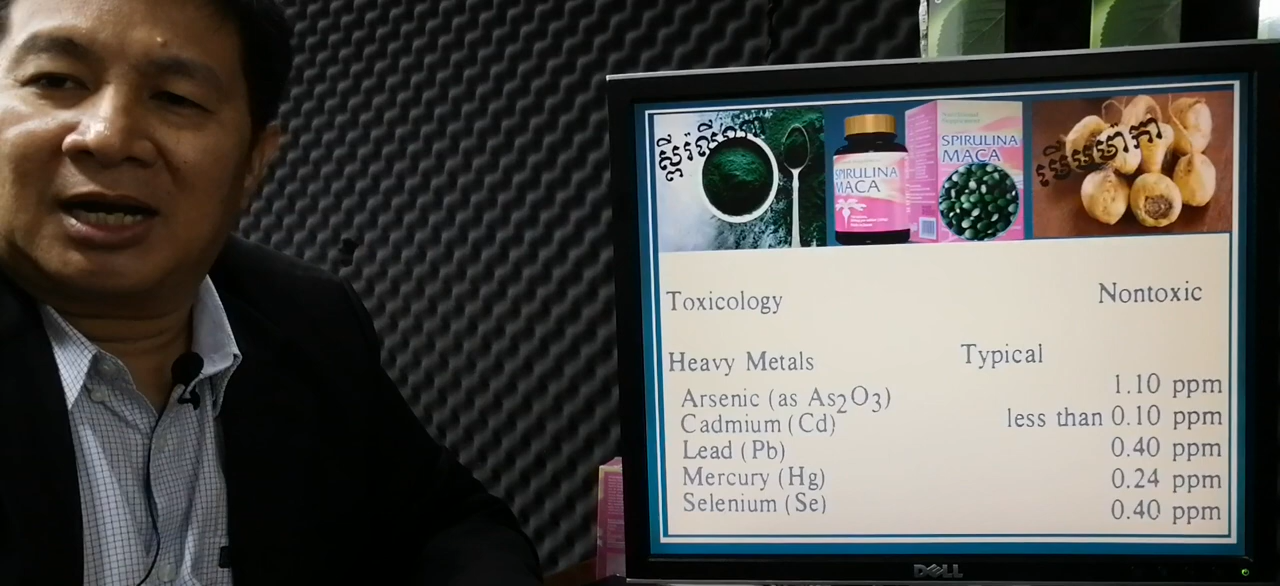 ស្ពីរូលីណា
SPIRULINA
MACA
SPIRULINA
MACA
មើមម៉ាកា
Toxicology Nontoxic
Heavy Metals Typical
Arsenic (as As2O3) 1.10 ppm
Cadmium (Cd) less than 0.10 ppm
Lead (Pb) 0.40 ppm
Mercury (Hg) 0.24 ppm
Selenium (Se) 0.40 ppm
DELL